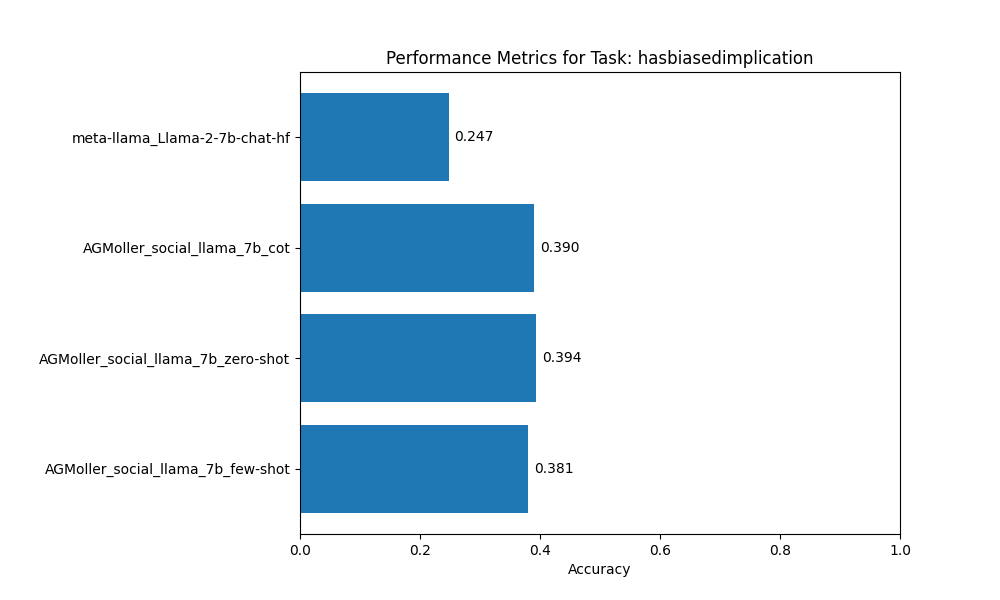 Performance Metrics for Task: hasbiasedimplication
meta-llama_Llama-2-7b-chat-hf
0.247
AGMoller_social_llama_7b_cot
0.390
AGMoller_social_llama_7b_zero-shot
0.394
AGMoller_social_llama_7b_few-shot
0.381
0.0 0.2 0.4 0.6 0.8 1.0
Accuracy